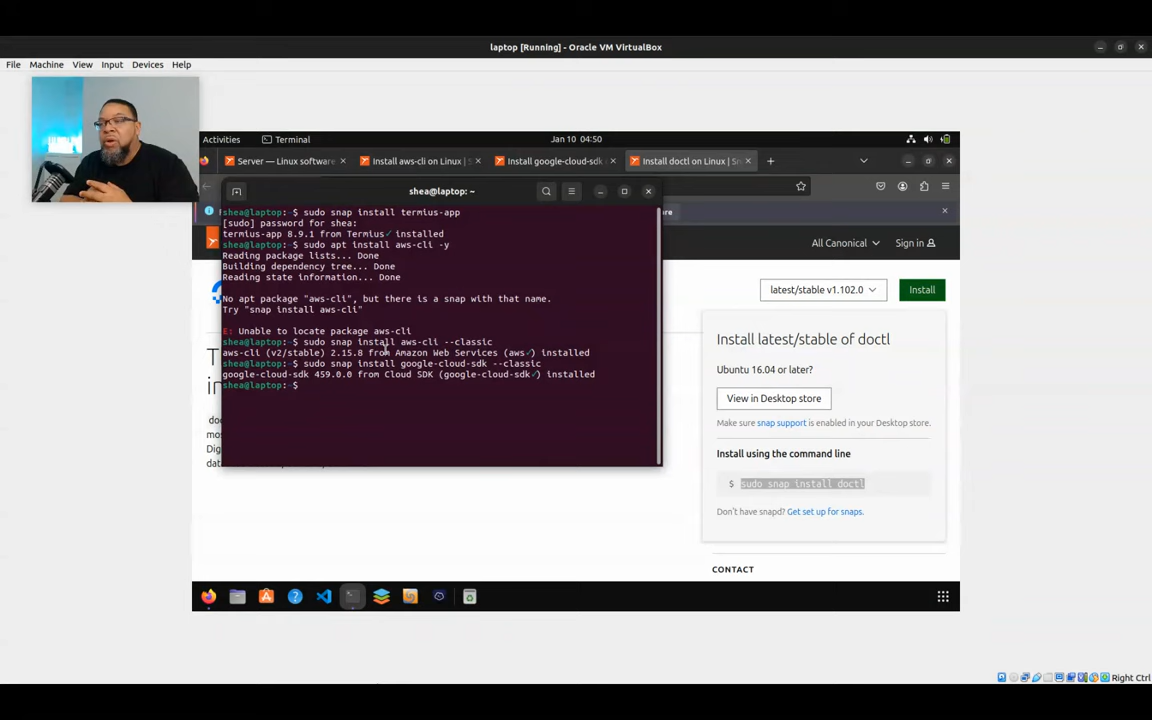 laptop [Running] - Oracle VM VirtualBox
File Machine View Input Devices Help
Activities Terminal Jan 10 04:50
Server — Linux software
Install aws-cli on Linux | S
Install google-cloud-sdk
Install doctl on Linux | Sn
shea@laptop: ~
shea@laptop:~$ sudo snap install termius-app
[sudo] password for shea:
termius-app 8.9.1 from Termius✓ installed
shea@laptop:~$ sudo apt install aws-cli -y
Reading package lists... Done
Building dependency tree... Done
Reading state information... Done
No apt package "aws-cli", but there is a snap with that name.
Try "snap install aws-cli"
E: Unable to locate package aws-cli
shea@laptop:~$ sudo snap install aws-cli --classic
aws-cli (v2/stable) 2.15.8 from Amazon Web Services (aws✓) installed
shea@laptop:~$ sudo snap install google-cloud-sdk --classic
google-cloud-sdk 459.0.0 from Cloud SDK (google-cloud-sdk✓) installed
shea@laptop:~$
All Canonical Sign in
latest/stable v1.102.0 Install
Install latest/stable of doctl
Ubuntu 16.04 or later?
View in Desktop store
Make sure snap support is enabled in your Desktop store.
Install using the command line
$ sudo snap install doctl
Don't have snapd? Get set up for snaps.
CONTACT
Right Ctrl